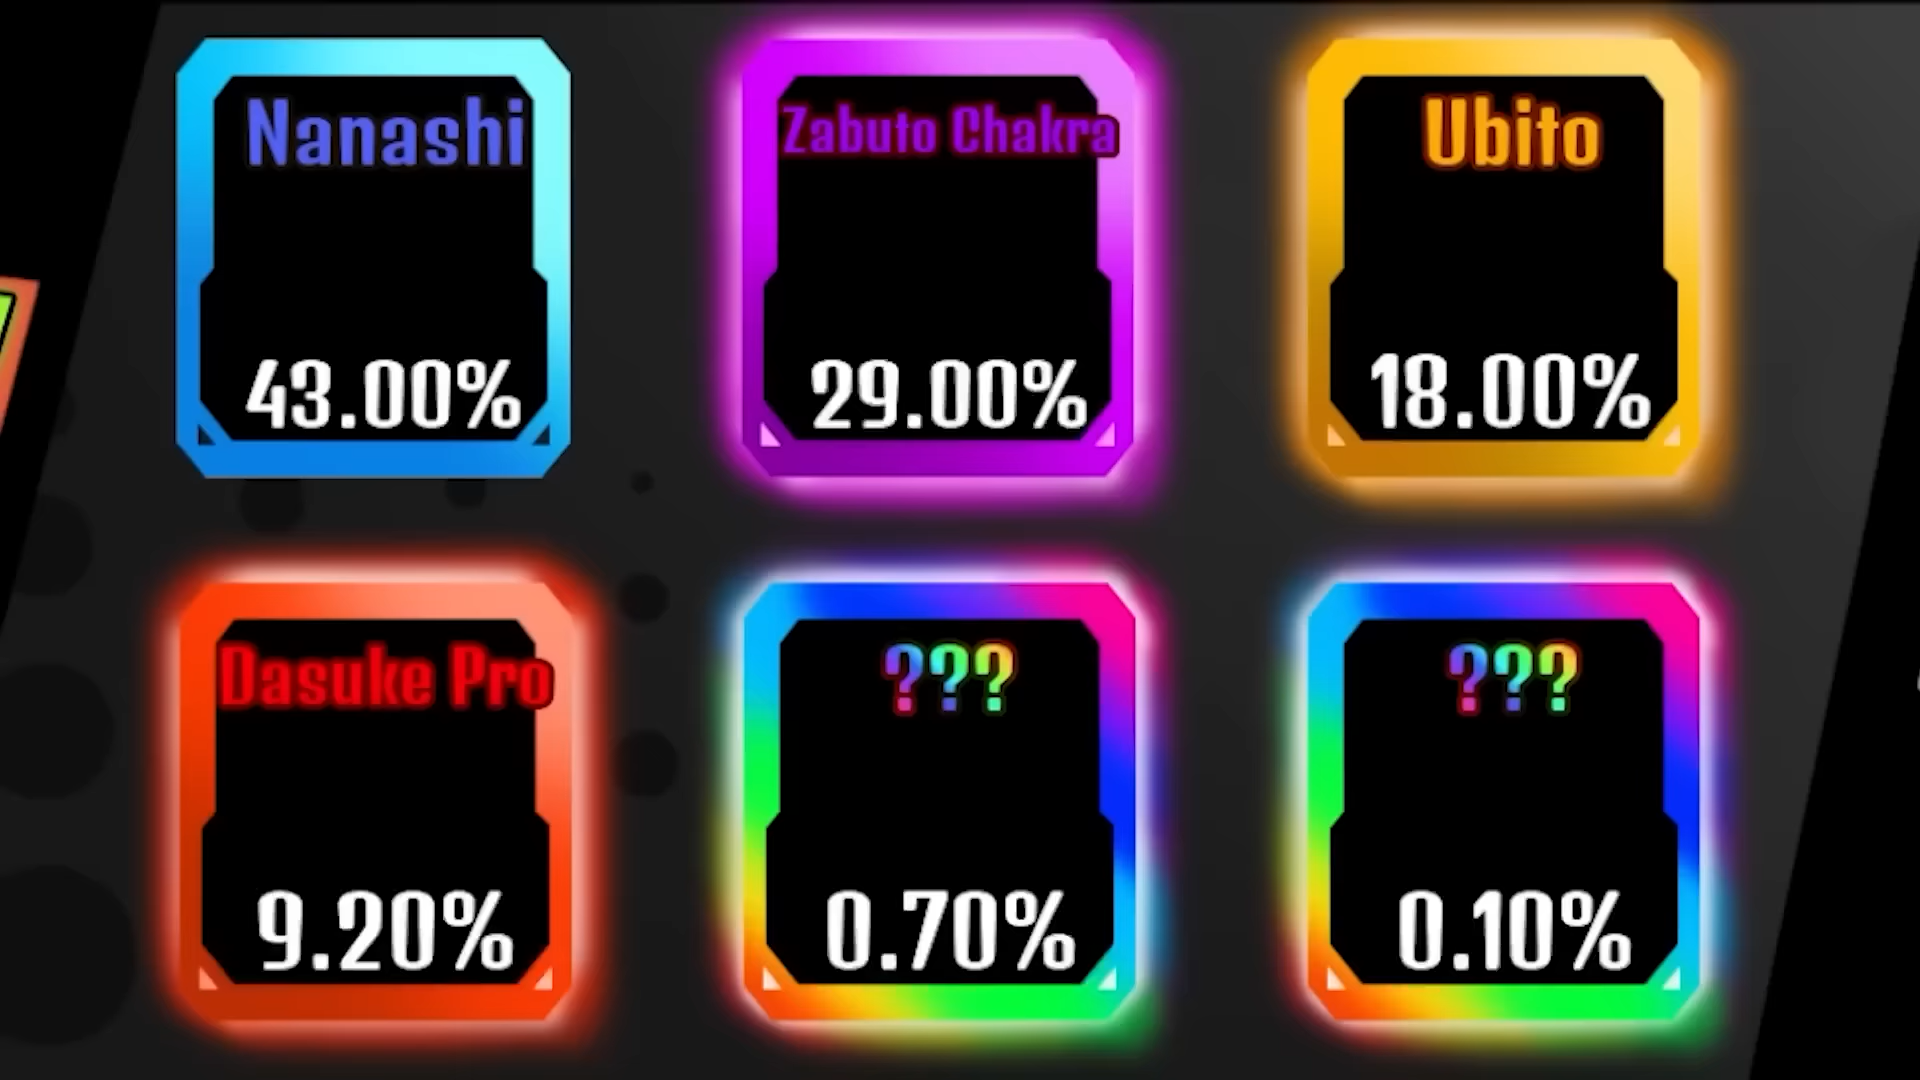 Nanashi
43.00%
Zabuto Chakra
29.00%
Ubito
18.00%
Dasuke Pro
9.20%
???
0.70%
???
0.10%